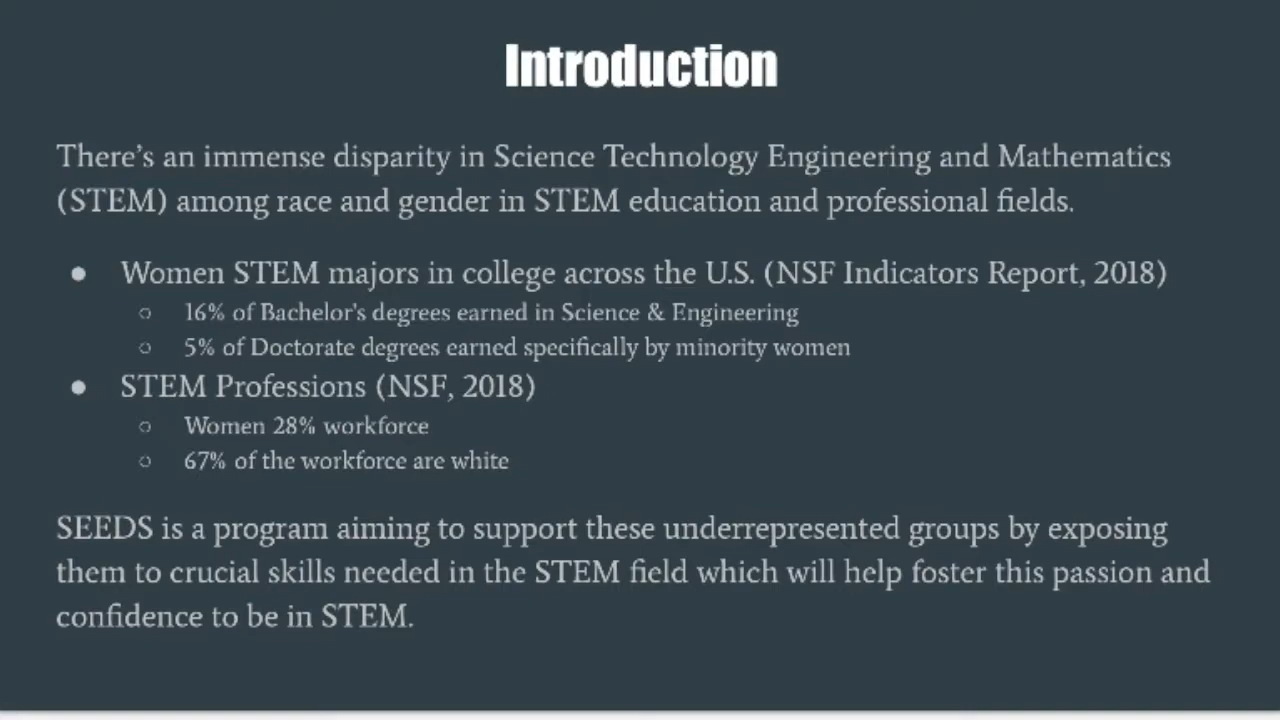 Introduction
There's an immense disparity in Science Technology Engineering and Mathematics
(STEM) among race and gender in STEM education and professional fields.
● Women STEM majors in college across the U.S. (NSF Indicators Report, 2018)
○ 16% of Bachelor's degrees earned in Science & Engineering
○ 5% of Doctorate degrees earned specifically by minority women
● STEM Professions (NSF, 2018)
○ Women 28% workforce
○ 67% of the workforce are white
SEEDS is a program aiming to support these underrepresented groups by exposing
them to crucial skills needed in the STEM field which will help foster this passion and
confidence to be in STEM.